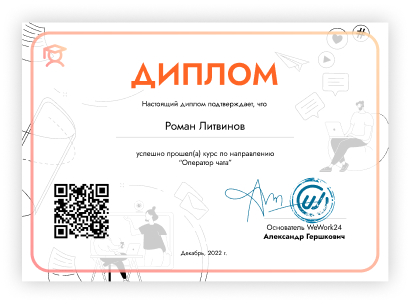 ДИПЛОМ
Настоящий диплом подтверждает, что
Роман Литвинов
успешно прошел(а) курс по направлению
"Оператор чата"
Основатель WeWork24
Александр Гершкович
Декабрь, 2022 г.